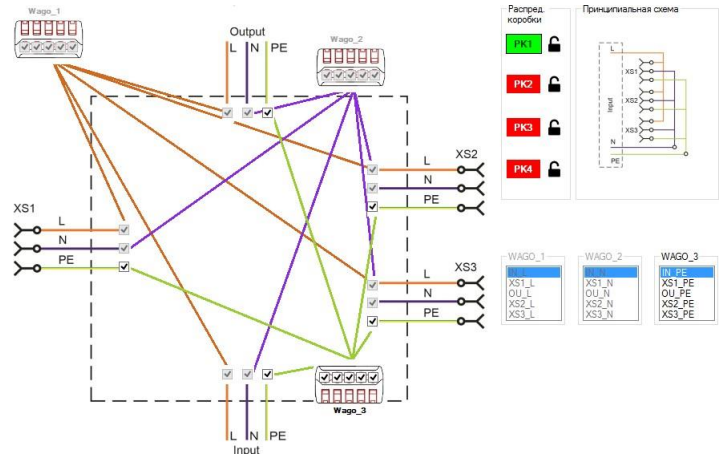 Wago_1
Output
L N PE
Wago_2
XS1
L
N
PE
L
XS2
N
PE
L
XS3
N
PE
Wago_3
L N PE
Input
Распред.
коробки
PK1
PK2
PK3
PK4
Принципиальная схема
L
XS1
XS2
XS3
Input
N
PE
WAGO_1
IN_L
XS1_L
OU_L
XS2_L
XS3_L
WAGO_2
IN_N
XS1_N
OU_N
XS2_N
XS3_N
WAGO_3
IN_PE
XS1_PE
OU_PE
XS2_PE
XS3_PE